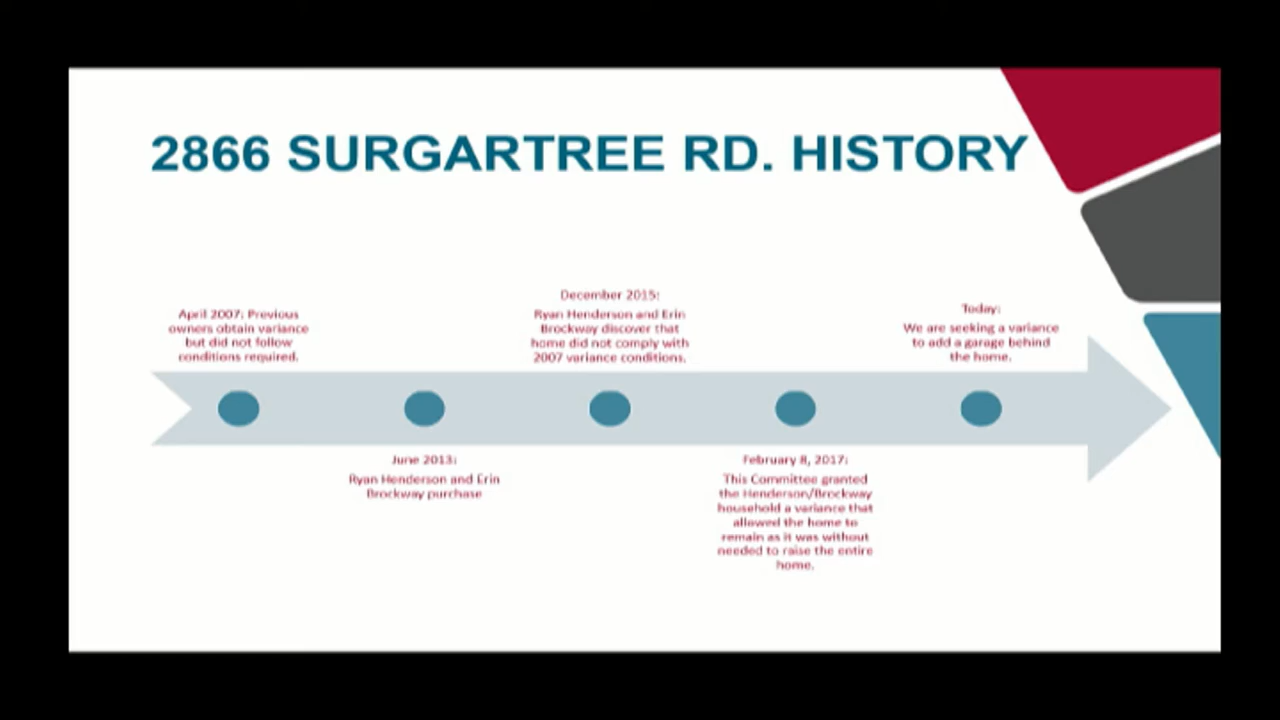 2866 SURGARTREE RD. HISTORY
April 2007: Previous
owners obtain variance
but did not follow
conditions required.
June 2013:
Ryan Henderson and Erin
Brockway purchase
December 2015:
Ryan Henderson and Erin
Brockway discover that
home did not comply with
2007 variance conditions.
February 8, 2017:
This Committee granted
the Henderson/Brockway
household a variance that
allowed the home to
remain as it was without
needed to raise the entire
home.
Today:
We are seeking a variance
to add a garage behind
the home.